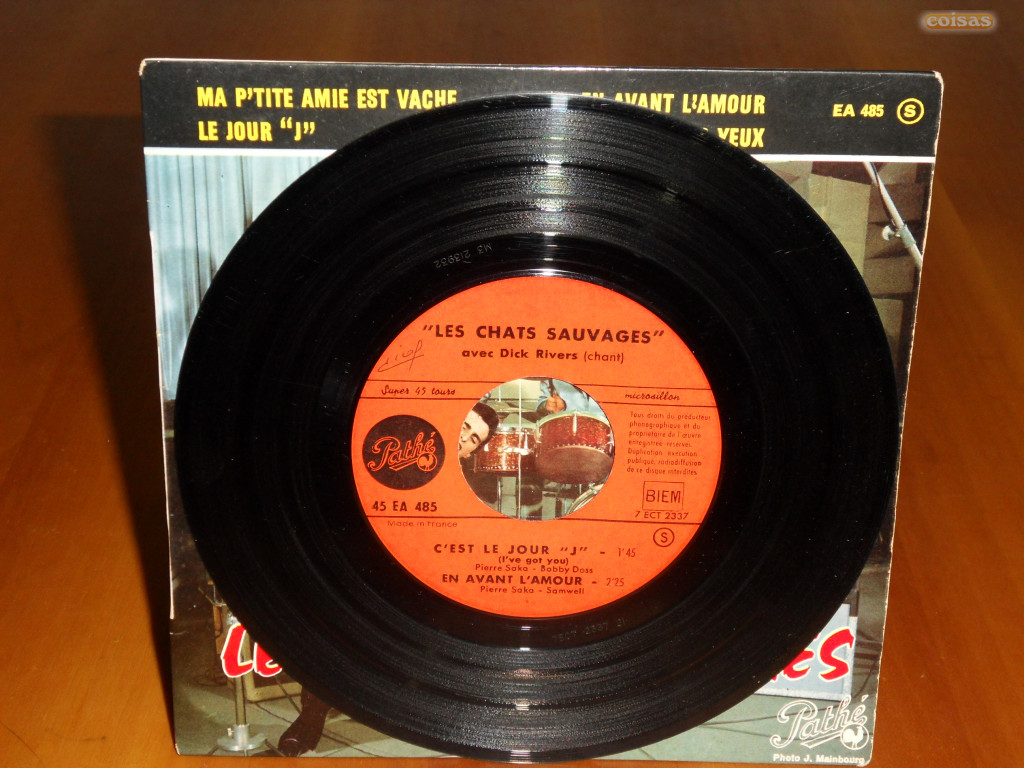 coisas
MA P'TITE AMIE EST VACHE
EN AVANT L'AMOUR
EA 485 S
LE JOUR "J"
YEUX
M3 213932
"LES CHATS SAUVAGES"
avec Dick Rivers (chant)
Super 45 tours
microsillon
Tous droits du producteur
phonographique et du
propriétaire de l'œuvre
enregistrée réservés.
Duplication, exécution
publique, radiodiffusion
de ce disque interdites
Pathé
BIEM
45 EA 485
7 ECT 2337
Made in France
S
C'EST LE JOUR "J" - 1'45
(I've got you)
Pierre Saka - Bobby Doss
EN AVANT L'AMOUR - 2'25
Pierre Saka - Samwell
LE
ES
Pathé
Photo J. Mainbourg